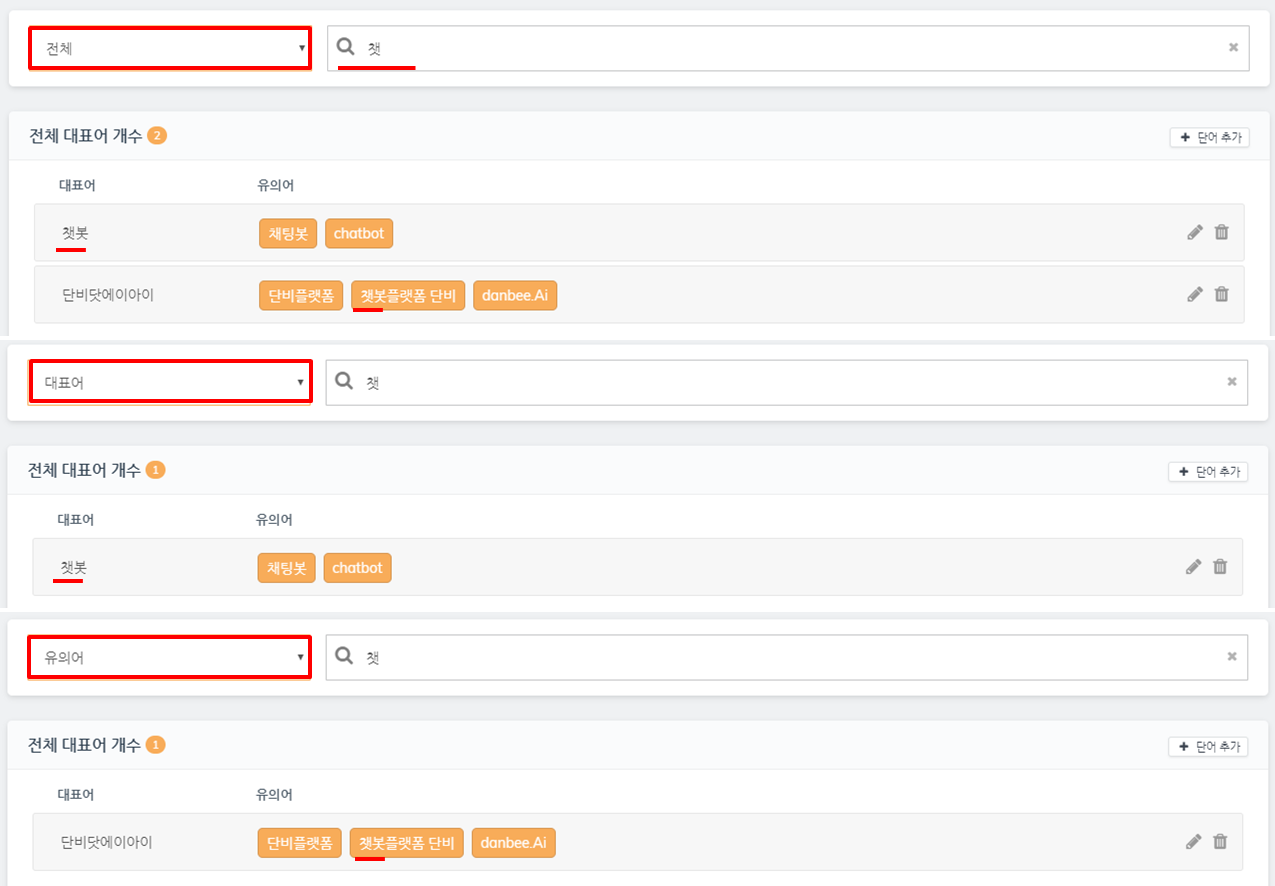 전체 챗
전체 대표어 개수 2 + 단어 추가
대표어 유의어
챗봇 채팅봇 chatbot
단비닷에이아이 단비플랫폼 챗봇플랫폼 단비 danbee.Ai
대표어 챗
전체 대표어 개수 1 + 단어 추가
대표어 유의어
챗봇 채팅봇 chatbot
유의어 챗
전체 대표어 개수 1 + 단어 추가
대표어 유의어
단비닷에이아이 단비플랫폼 챗봇플랫폼 단비 danbee.Ai